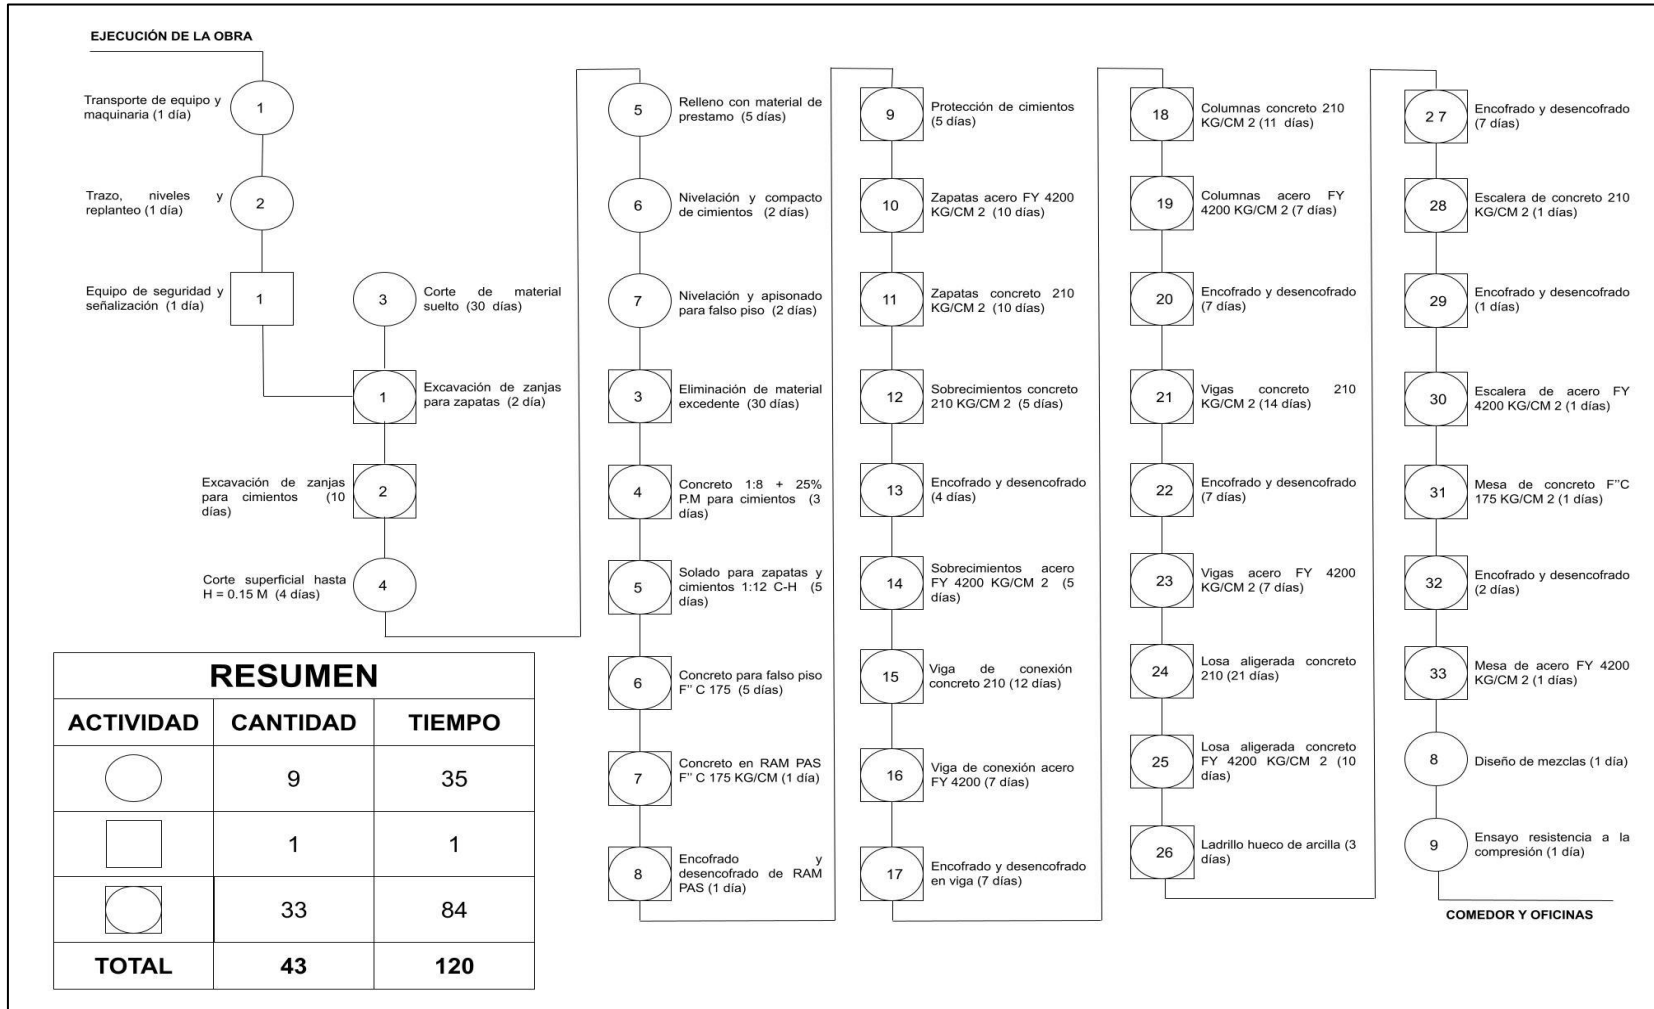 EJECUCIÓN DE LA OBRA
Transporte de equipo y
maquinaria (1 día)
1
Trazo, niveles y
replanteo (1 día)
2
Equipo de seguridad y
señalización (1 día)
1
3
Corte de material
suelto (30 días)
1
Excavación de zanjas
para zapatas (2 día)
Excavación de zanjas
para cimientos (10
días)
2
Corte superficial hasta
H = 0.15 M (4 días)
4
5
Relleno con material de
prestamo (5 días)
6
Nivelación y compacto
de cimientos (2 días)
7
Nivelación y apisonado
para falso piso (2 días)
3
Eliminación de material
excedente (30 días)
4
Concreto 1:8 + 25%
P.M para cimientos (3
días)
5
Solado para zapatas y
cimientos 1:12 C-H (5
días)
6
Concreto para falso piso
F" C 175 (5 días)
7
Concreto en RAM PAS
F" C 175 KG/CM (1 día)
8
Encofrado y
desencofrado de RAM
PAS (1 día)
9
Protección de cimientos
(5 días)
10
Zapatas acero FY 4200
KG/CM 2 (10 días)
11
Zapatas concreto 210
KG/CM 2 (10 días)
12
Sobrecimientos concreto
210 KG/CM 2 (5 días)
13
Encofrado y desencofrado
(4 días)
14
Sobrecimientos acero
FY 4200 KG/CM 2 (5
días)
15
Viga de conexión
concreto 210 (12 días)
16
Viga de conexión acero
FY 4200 (7 días)
17
Encofrado y desencofrado
en viga (7 días)
18
Columnas concreto 210
KG/CM 2 (11 días)
19
Columnas acero FY
4200 KG/CM 2 (7 días)
20
Encofrado y desencofrado
(7 días)
21
Vigas concreto 210
KG/CM 2 (14 días)
22
Encofrado y desencofrado
(7 días)
23
Vigas acero FY 4200
KG/CM 2 (7 días)
24
Losa aligerada concreto
210 (21 días)
25
Losa aligerada concreto
FY 4200 KG/CM 2 (10
días)
26
Ladrillo hueco de arcilla (3
días)
2 7
Encofrado y desencofrado
(7 días)
28
Escalera de concreto 210
KG/CM 2 (1 días)
29
Encofrado y desencofrado
(1 días)
30
Escalera de acero FY
4200 KG/CM 2 (1 días)
31
Mesa de concreto F"C
175 KG/CM 2 (1 días)
32
Encofrado y desencofrado
(2 días)
33
Mesa de acero FY 4200
KG/CM 2 (1 días)
8
Diseño de mezclas (1 día)
9
Ensayo resistencia a la
compresión (1 día)
COMEDOR Y OFICINAS
RESUMEN
ACTIVIDAD CANTIDAD TIEMPO
9 35
1 1
33 84
TOTAL 43 120